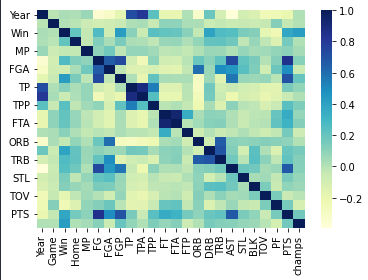 Year
Win
MP
FGA
TP
TPP
FTA
ORB
TRB
STL
TOV
PTS
Year
Game
Win
Home
MP
FG
FGA
FGP
TP
TPA
TPP
FT
FTA
FTP
ORB
DRB
TRB
AST
STL
BLK
TOV
PF
PTS
champs
1.0
0.8
0.6
0.4
0.2
0.0
−0.2